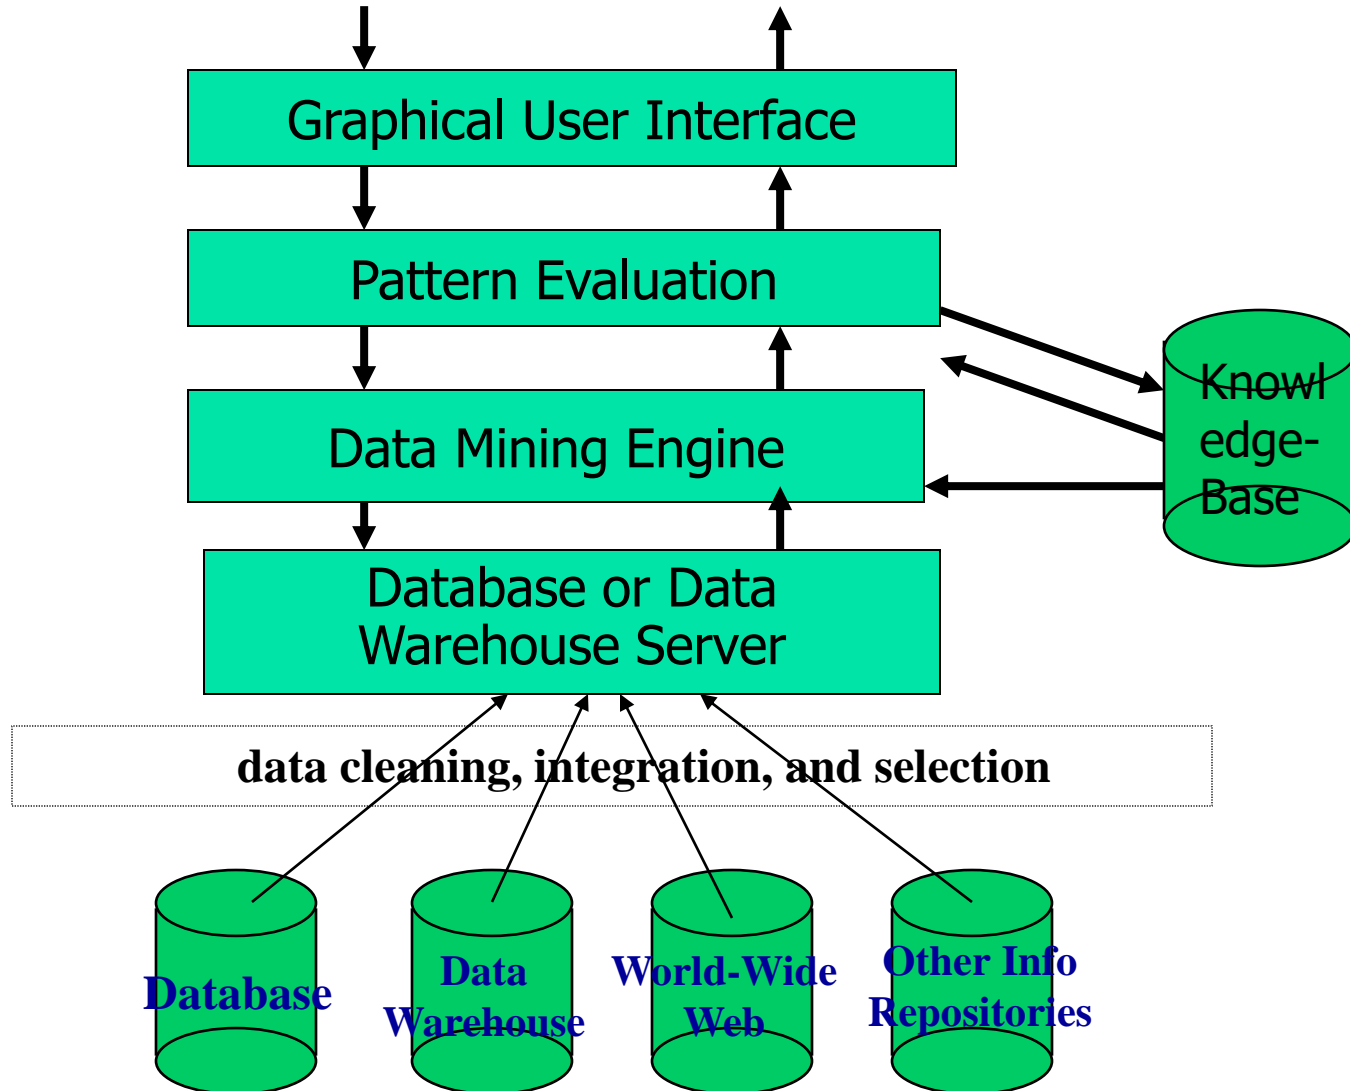 Graphical User Interface
Pattern Evaluation
Knowl
edge-
Base
Data Mining Engine
Database or Data
Warehouse Server
data cleaning, integration, and selection
Database
Data
Warehouse
World-Wide
Web
Other Info
Repositories